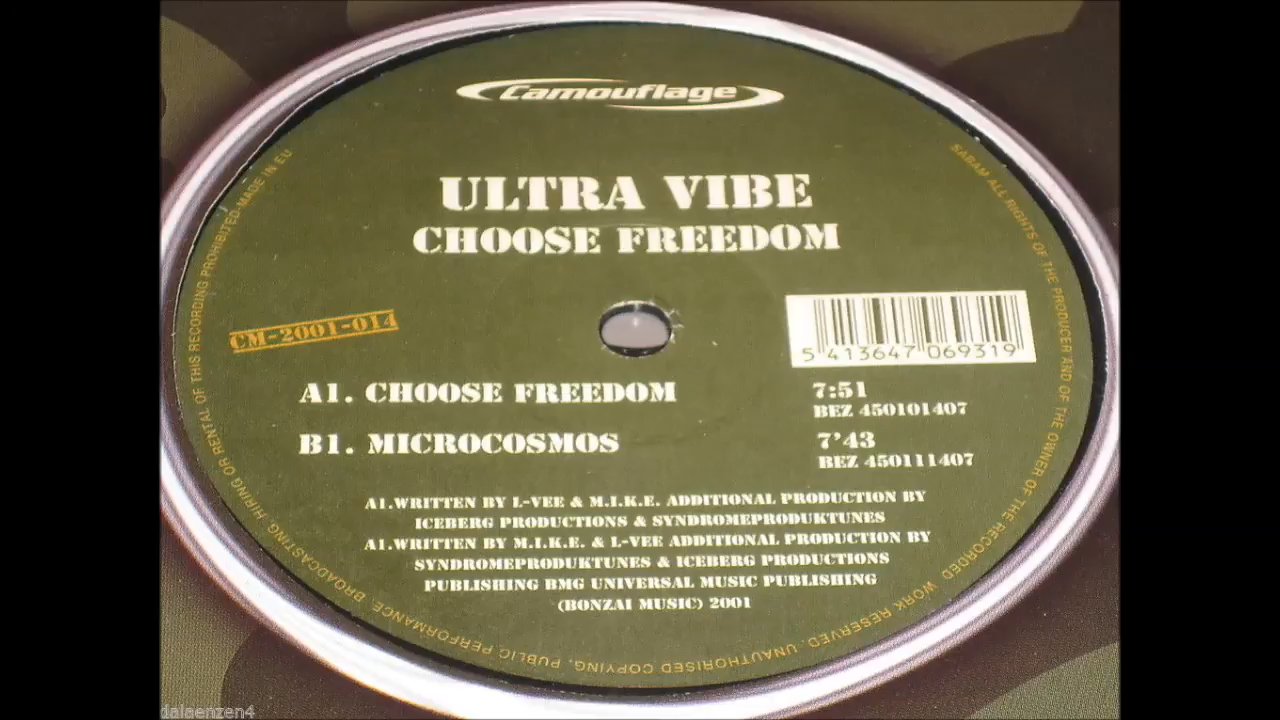 Camouflage
ULTRA VIBE
CHOOSE FREEDOM
CM-2001-014
5 413647 069319
A1. CHOOSE FREEDOM 7:51
BEZ 450101407
B1. MICROCOSMOS 7'43
BEZ 450111407
A1.WRITTEN BY L-VEE & M.I.K.E. ADDITIONAL PRODUCTION BY
ICEBERG PRODUCTIONS & SYNDROMEPRODUKTUNES
A1.WRITTEN BY M.I.K.E. & L-VEE ADDITIONAL PRODUCTION BY
SYNDROMEPRODUKTUNES & ICEBERG PRODUCTIONS
PUBLISHING BMG UNIVERSAL MUSIC PUBLISHING
(BONZAI MUSIC) 2001
SABAM ALL RIGHTS OF THE PRODUCER AND OF THE OWNER OF THE RECORDED WORK RESERVED. UNAUTHORISED COPYING, PUBLIC PERFORMANCE, BROADCASTING, HIRING OR RENTAL OF THIS RECORDING PROHIBITED-MADE IN EU
dalaenzen4